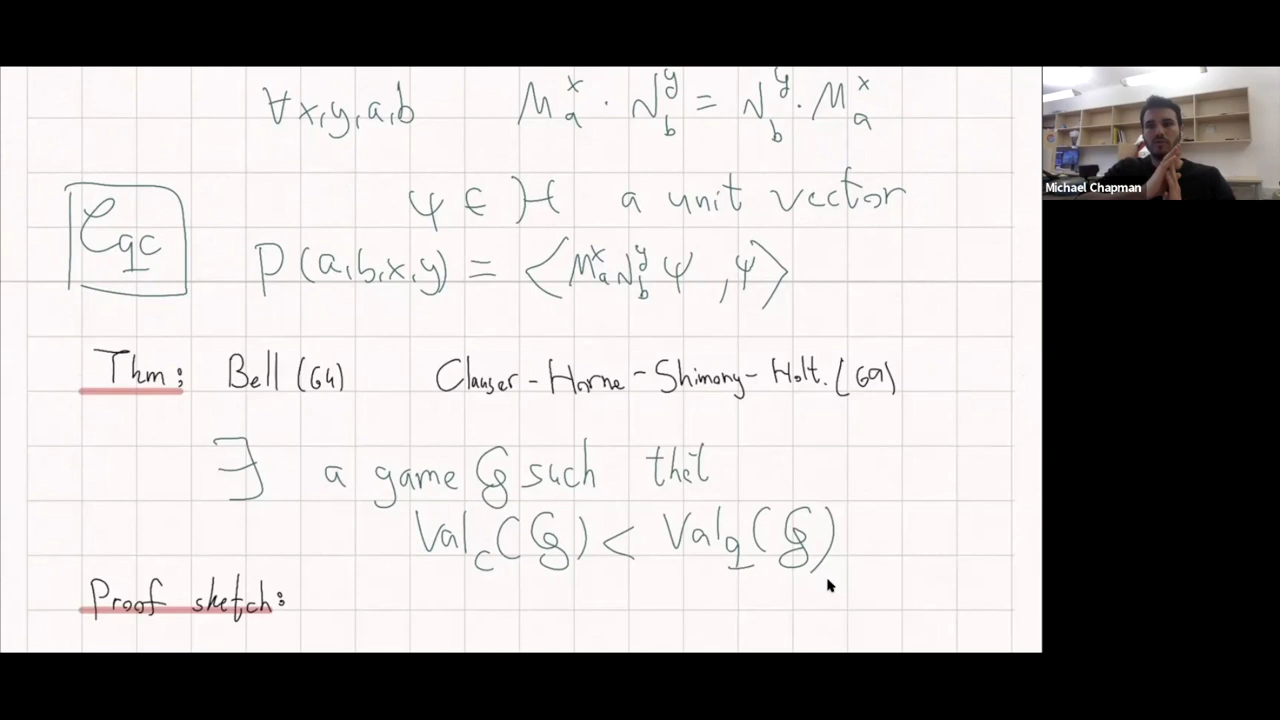 ∀x,y,a,b M_a^x · N_b^y = N_b^y · M_a^x
ψ ∈ H a unit vector
C_qc P(a,b,x,y) = ⟨M_a^x N_b^y ψ, ψ⟩
Thm: Bell (64) Clauser-Horne-Shimony-Holt. (69)
∃ a game G such that
Val_c(G) < Val_q(G)
Proof sketch:
Michael Chapman